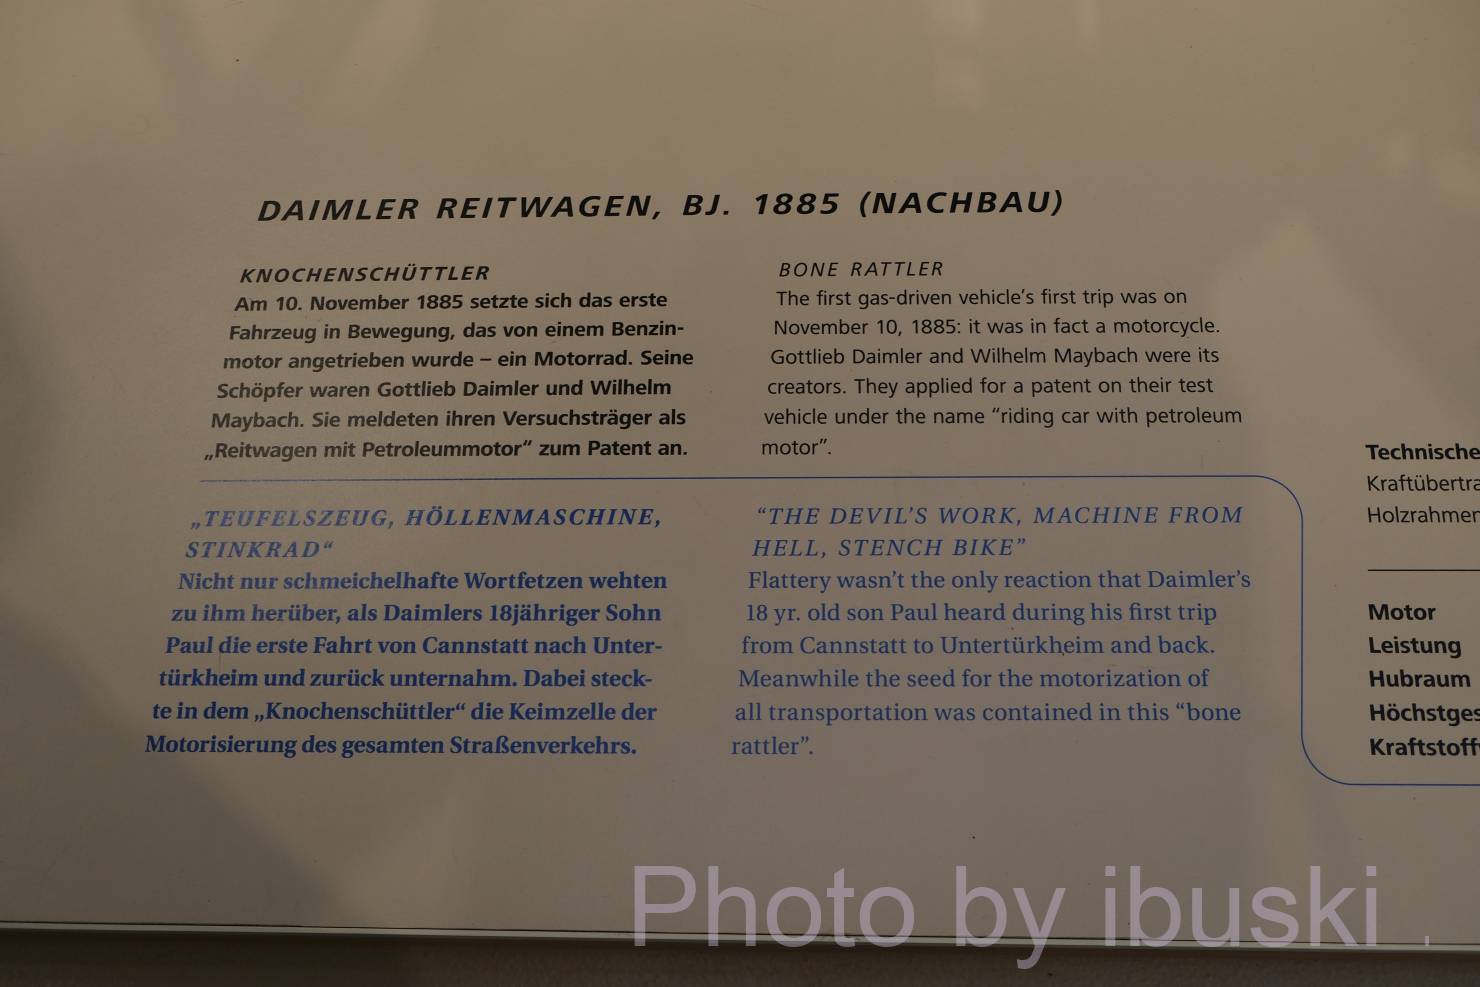 DAIMLER REITWAGEN, BJ. 1885 (NACHBAU)
KNOCHENSCHÜTTLER
Am 10. November 1885 setzte sich das erste
Fahrzeug in Bewegung, das von einem Benzin-
motor angetrieben wurde – ein Motorrad. Seine
Schöpfer waren Gottlieb Daimler und Wilhelm
Maybach. Sie meldeten ihren Versuchsträger als
„Reitwagen mit Petroleummotor“ zum Patent an.
BONE RATTLER
The first gas-driven vehicle’s first trip was on
November 10, 1885: it was in fact a motorcycle.
Gottlieb Daimler and Wilhelm Maybach were its
creators. They applied for a patent on their test
vehicle under the name “riding car with petroleum
motor”.
„TEUFELSZEUG, HÖLLENMASCHINE,
STINKRAD“
Nicht nur schmeichelhafte Wortfetzen wehten
zu ihm herüber, als Daimlers 18jähriger Sohn
Paul die erste Fahrt von Cannstatt nach Unter-
türkheim und zurück unternahm. Dabei steck-
te in dem „Knochenschüttler“ die Keimzelle der
Motorisierung des gesamten Straßenverkehrs.
“THE DEVIL’S WORK, MACHINE FROM
HELL, STENCH BIKE”
Flattery wasn’t the only reaction that Daimler’s
18 yr. old son Paul heard during his first trip
from Cannstatt to Untertürkheim and back.
Meanwhile the seed for the motorization of
all transportation was contained in this “bone
rattler”.
Technische
Kraftübertra
Holzrahmen
Motor
Leistung
Hubraum
Höchstges
Kraftstoff
Photo by ibuski